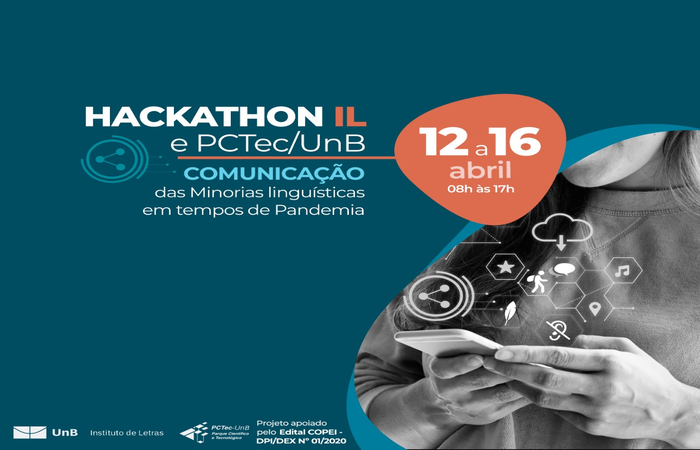 HACKATHON IL
e PCTec/UnB
COMUNICAÇÃO
das Minorias linguísticas
em tempos de Pandemia
12 a 16
abril
08h às 17h
UnB
Instituto de Letras
PCTec-UnB
Parque Científico
e Tecnológico
Projeto apoiado
pelo Edital COPEI -
DPI/DEX Nº 01/2020